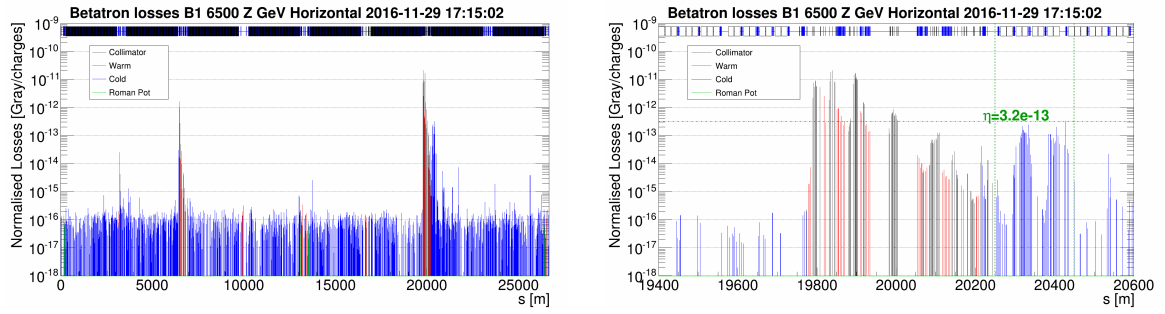 Betatron losses B1 6500 Z GeV Horizontal 2016-11-29 17:15:02
Normalised Losses [Gray/charges]
10^-9
10^-10
10^-11
10^-12
10^-13
10^-14
10^-15
10^-16
10^-17
10^-18
Collimator
Warm
Cold
Roman Pot
0 5000 10000 15000 20000 25000
s [m]
Betatron losses B1 6500 Z GeV Horizontal 2016-11-29 17:15:02
Normalised Losses [Gray/charges]
10^-9
10^-10
10^-11
10^-12
10^-13
10^-14
10^-15
10^-16
10^-17
10^-18
Collimator
Warm
Cold
Roman Pot
η=3.2e-13
19400 19600 19800 20000 20200 20400 20600
s [m]